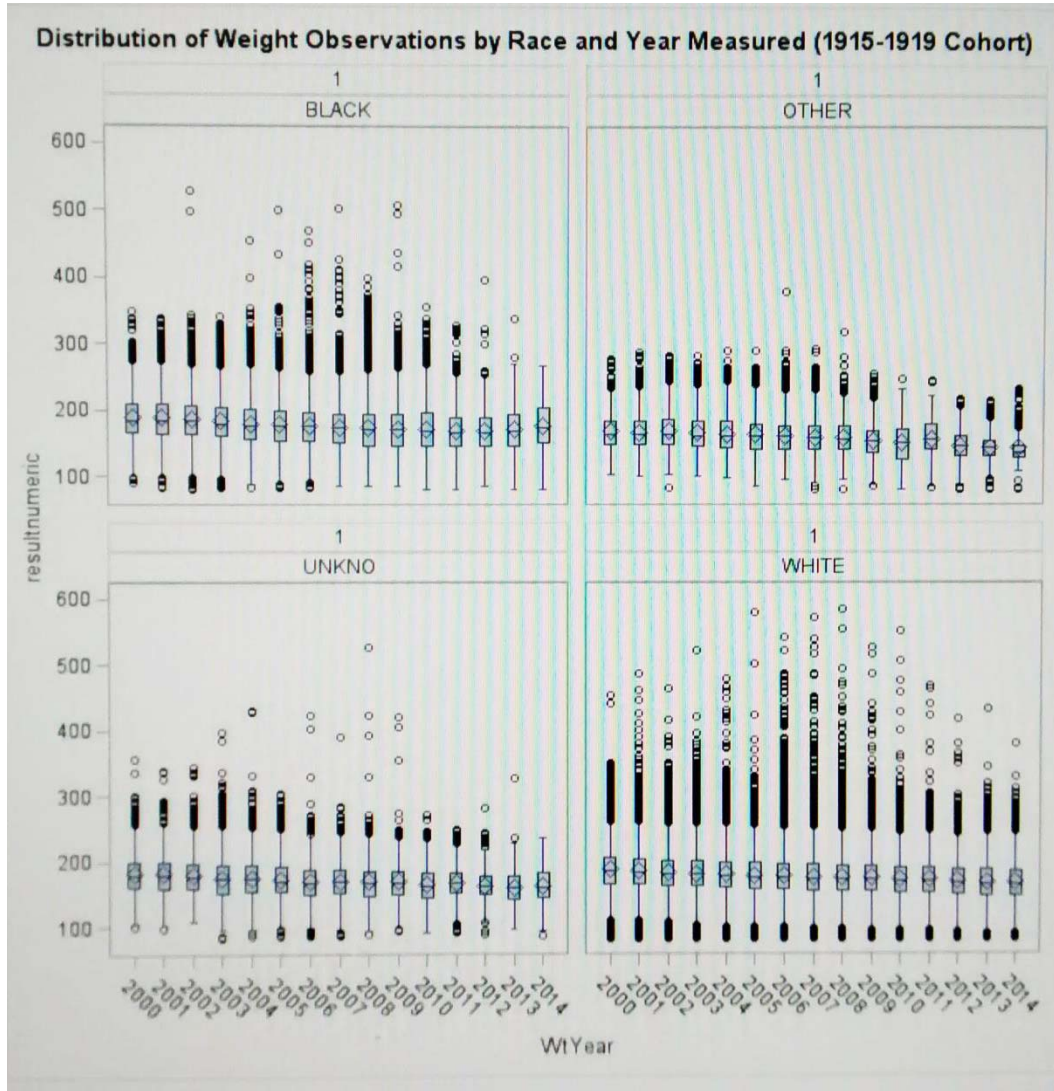 Distribution of Weight Observations by Race and Year Measured (1915-1919 Cohort)
1
1
BLACK
OTHER
600
500
400
300
200
100
resultnumeric
1
1
UNKNO
WHITE
600
500
400
300
200
100
2000 2001 2002 2003 2004 2005 2006 2007 2008 2009 2010 2011 2012 2013 2014
2000 2001 2002 2003 2004 2005 2006 2007 2008 2009 2010 2011 2012 2013 2014
WtYear